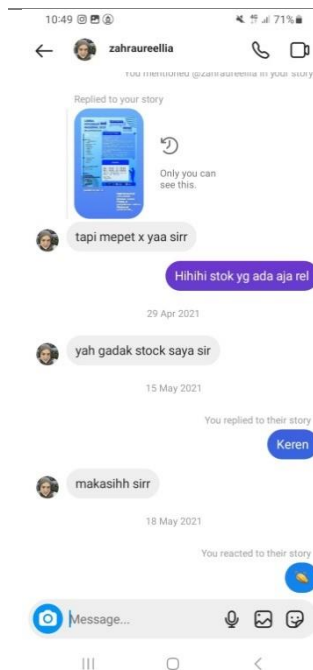 10:49
71%
zahraureellia
You mentioned @zahraureellia in your story
Replied to your story
Only you can
see this.
tapi mepet x yaa sirr
Hihihi stok yg ada aja rel
29 Apr 2021
yah gadak stock saya sir
15 May 2021
You replied to their story
Keren
makasihh sirr
18 May 2021
You reacted to their story
Message...